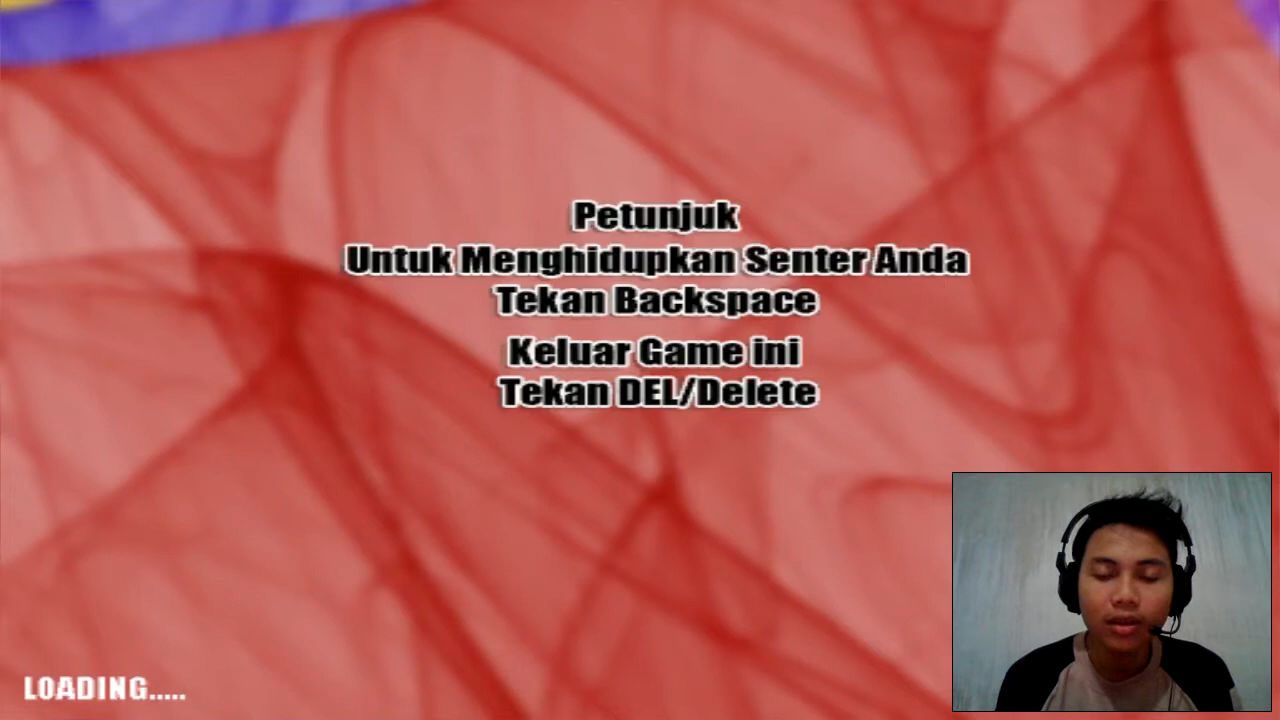 Petunjuk
Untuk Menghidupkan Senter Anda
Tekan Backspace
Keluar Game ini
Tekan DEL/Delete
LOADING.....